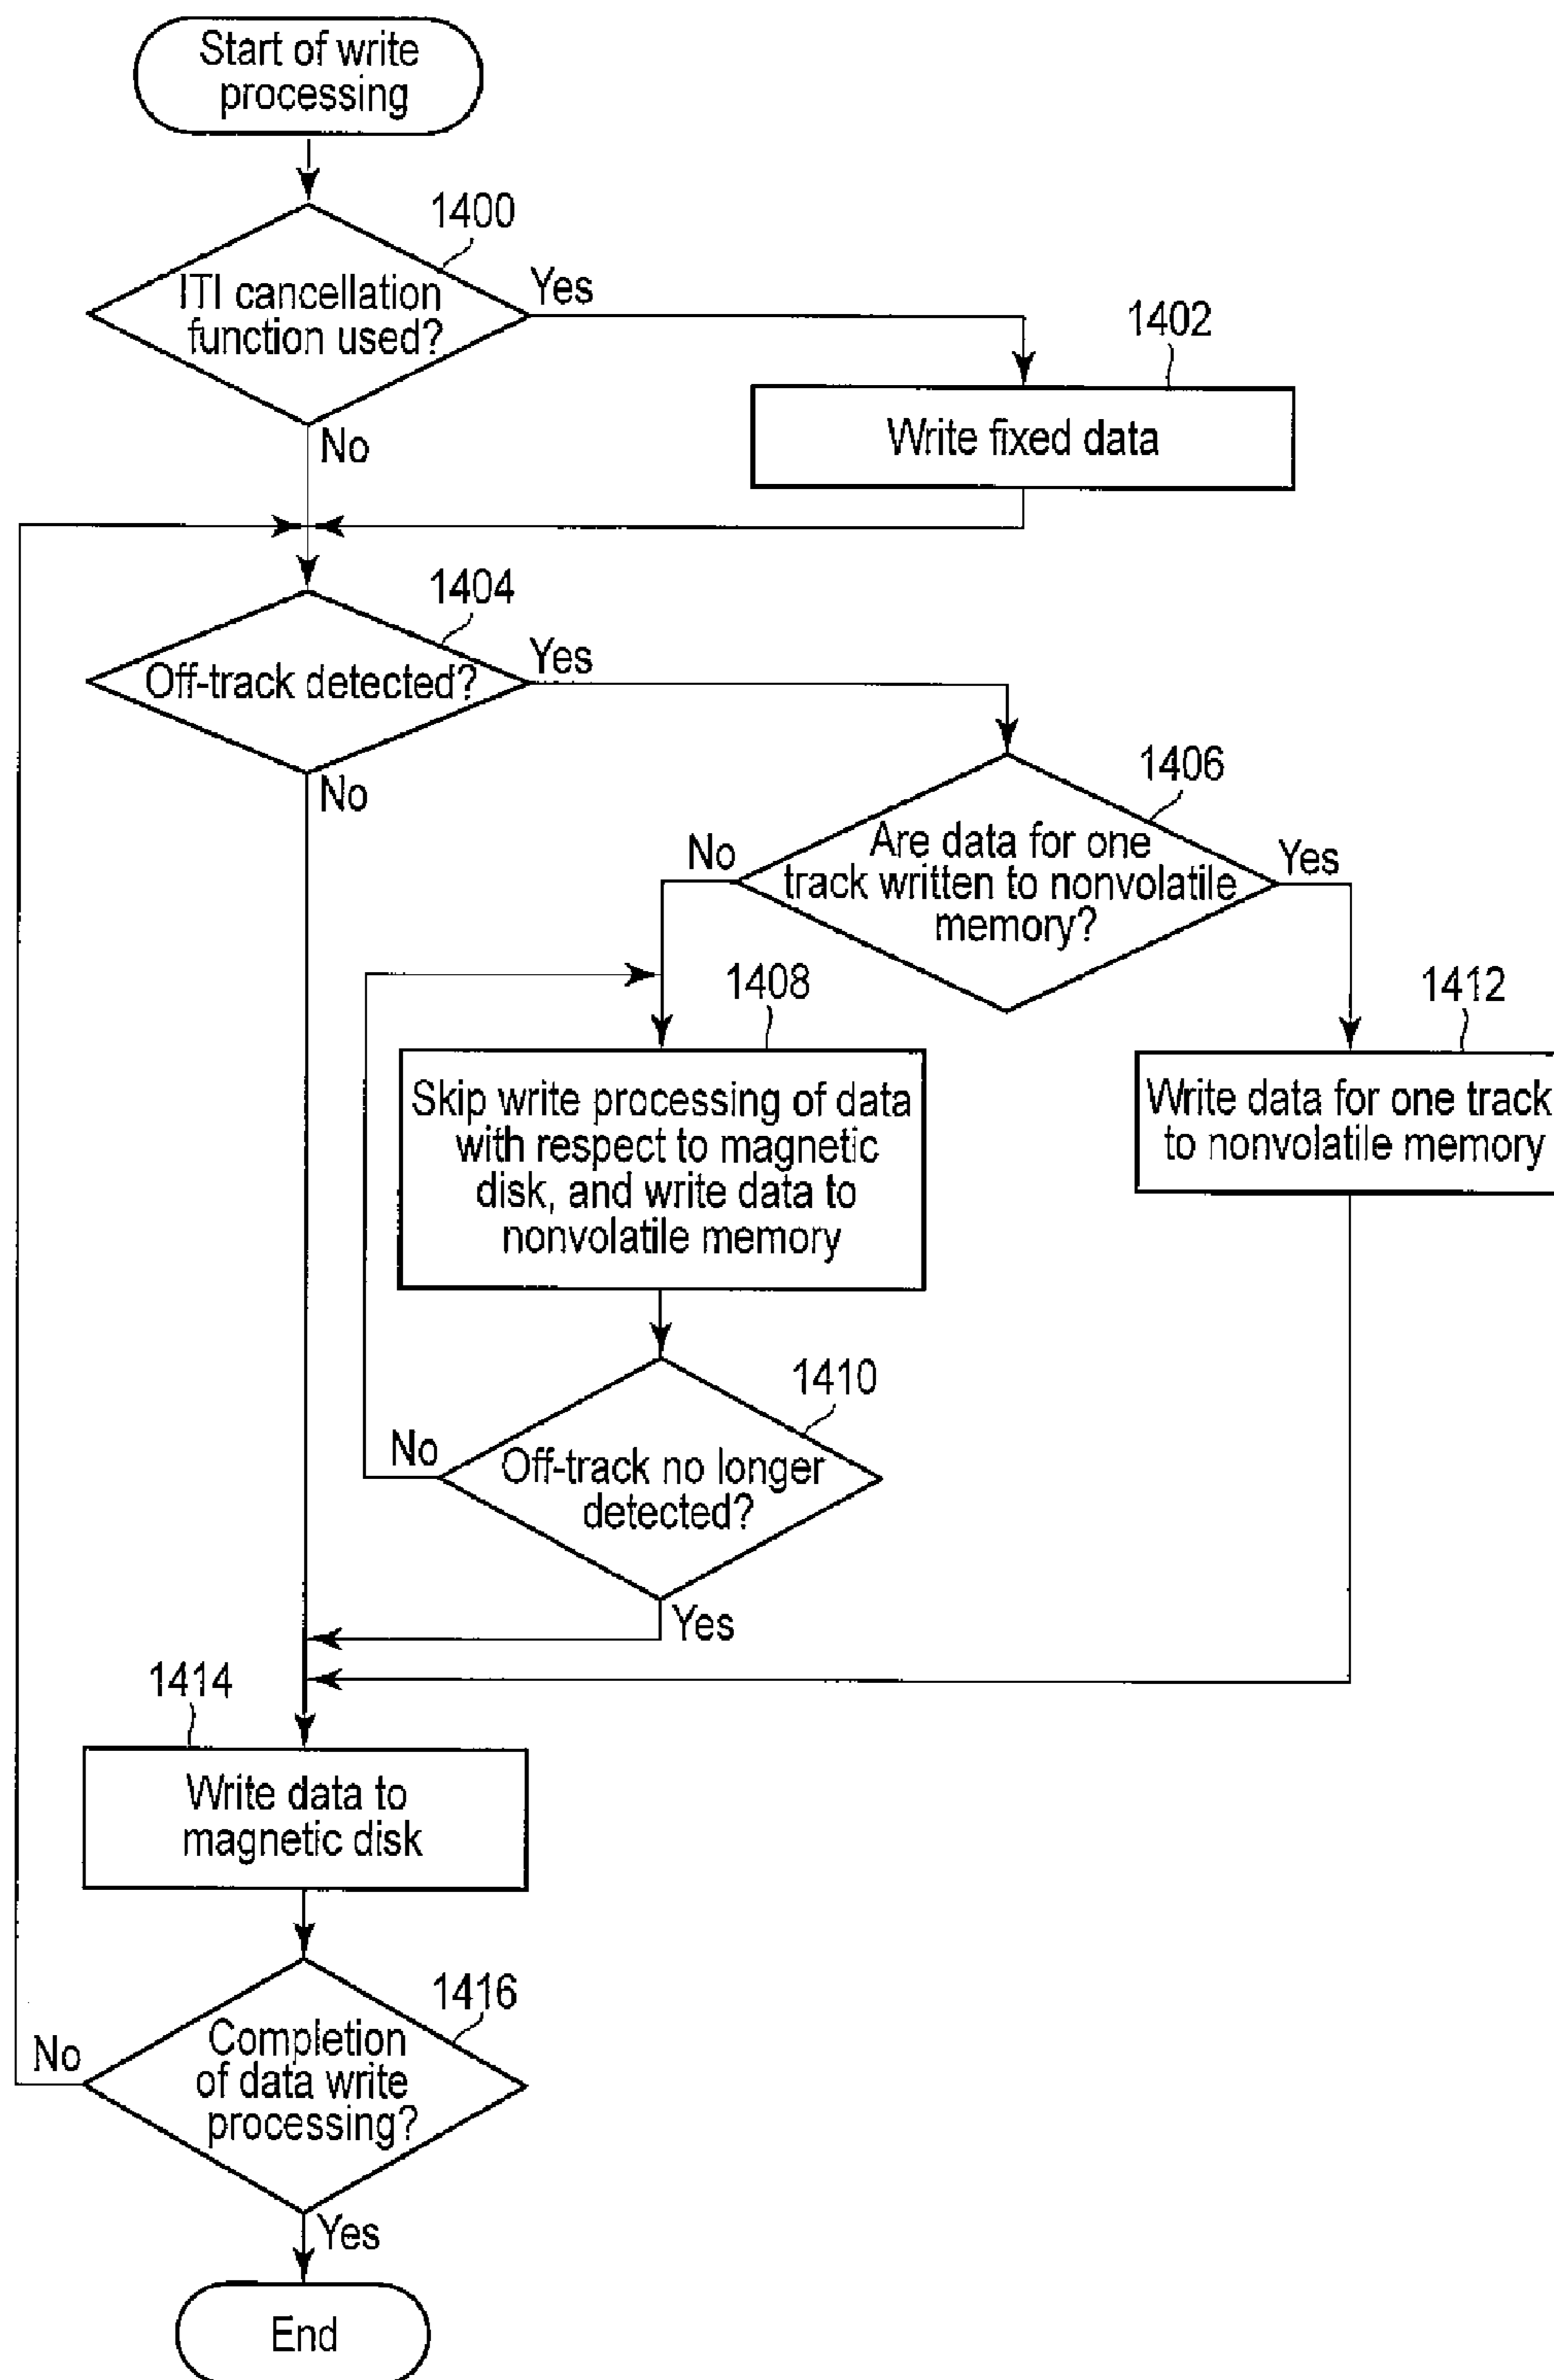 Start of write
processing
1400
ITI cancellation
function used?
Yes
No
1402
Write fixed data
1404
Off-track detected?
Yes
No
1406
Are data for one
track written to nonvolatile
memory?
No
Yes
1408
Skip write processing of data
with respect to magnetic
disk, and write data to
nonvolatile memory
1412
Write data for one track
to nonvolatile memory
1410
Off-track no longer
detected?
No
Yes
1414
Write data to
magnetic disk
1416
Completion
of data write
processing?
No
Yes
End